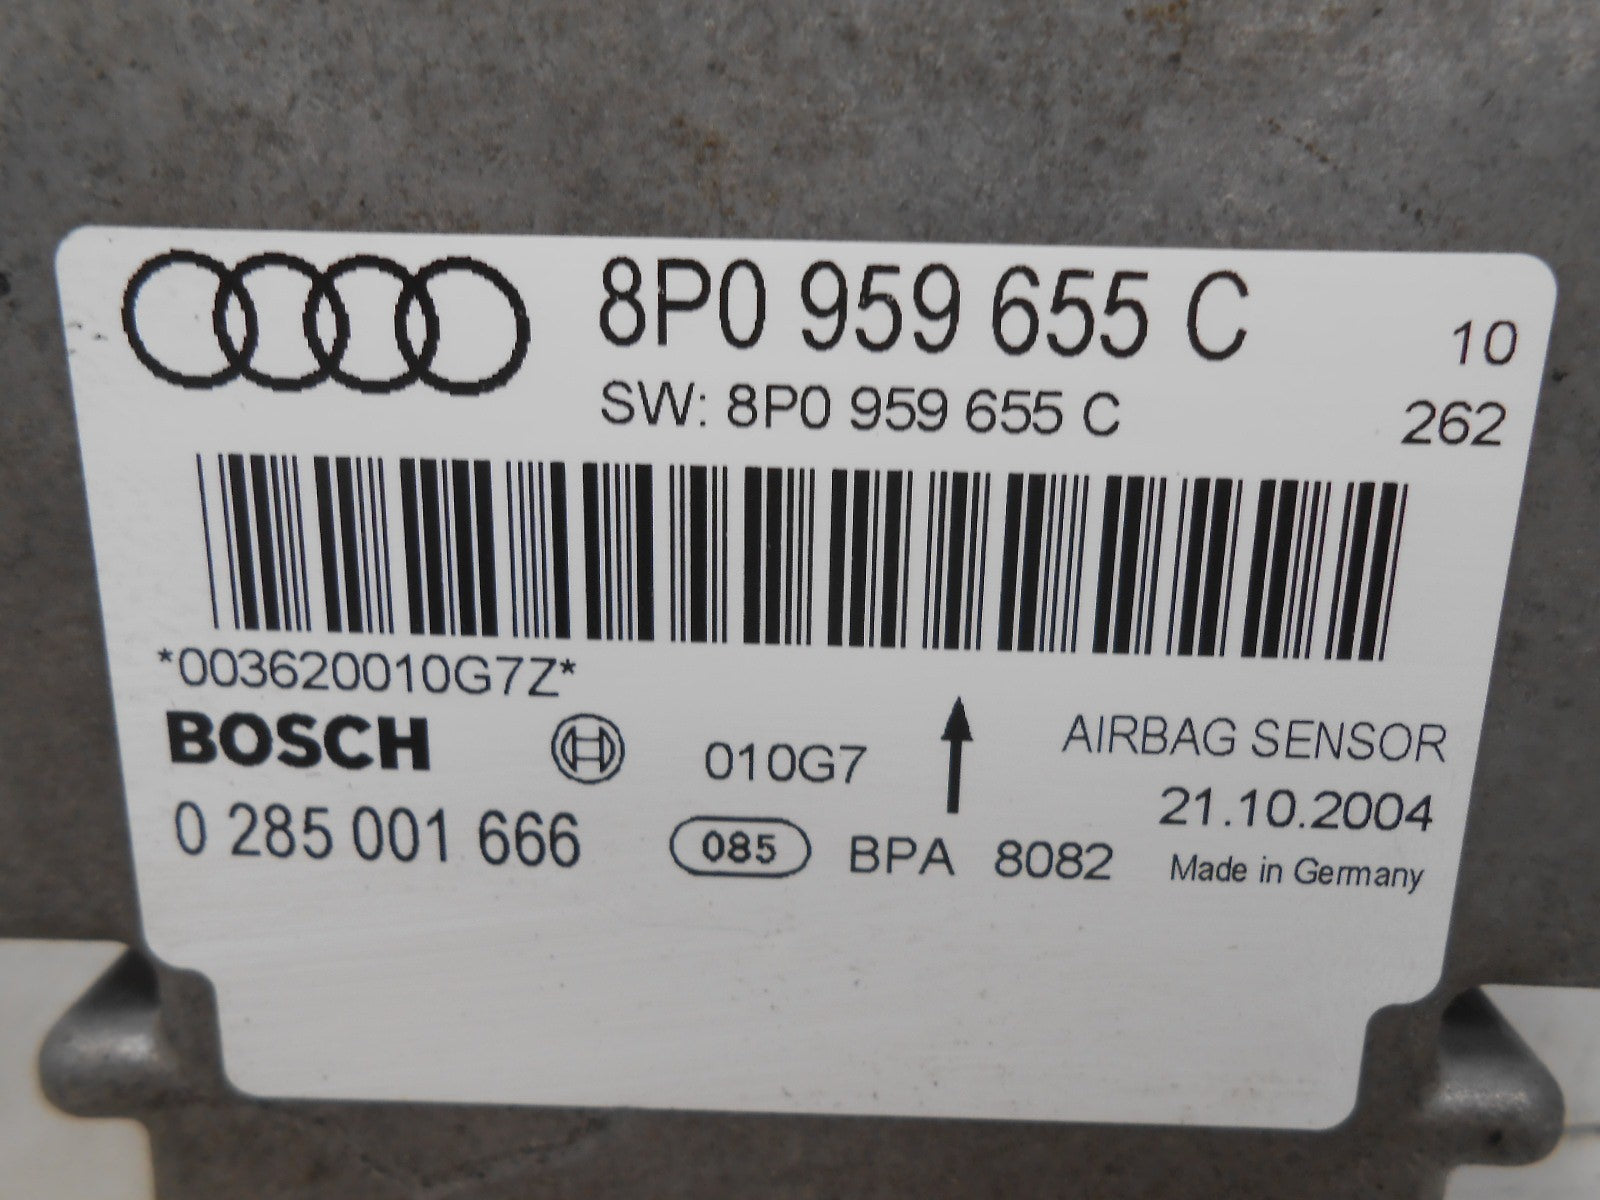 8P0 959 655 C
10
SW: 8P0 959 655 C
262
*003620010G7Z*
BOSCH
010G7
AIRBAG SENSOR
0 285 001 666
085
BPA 8082
21.10.2004
Made in Germany